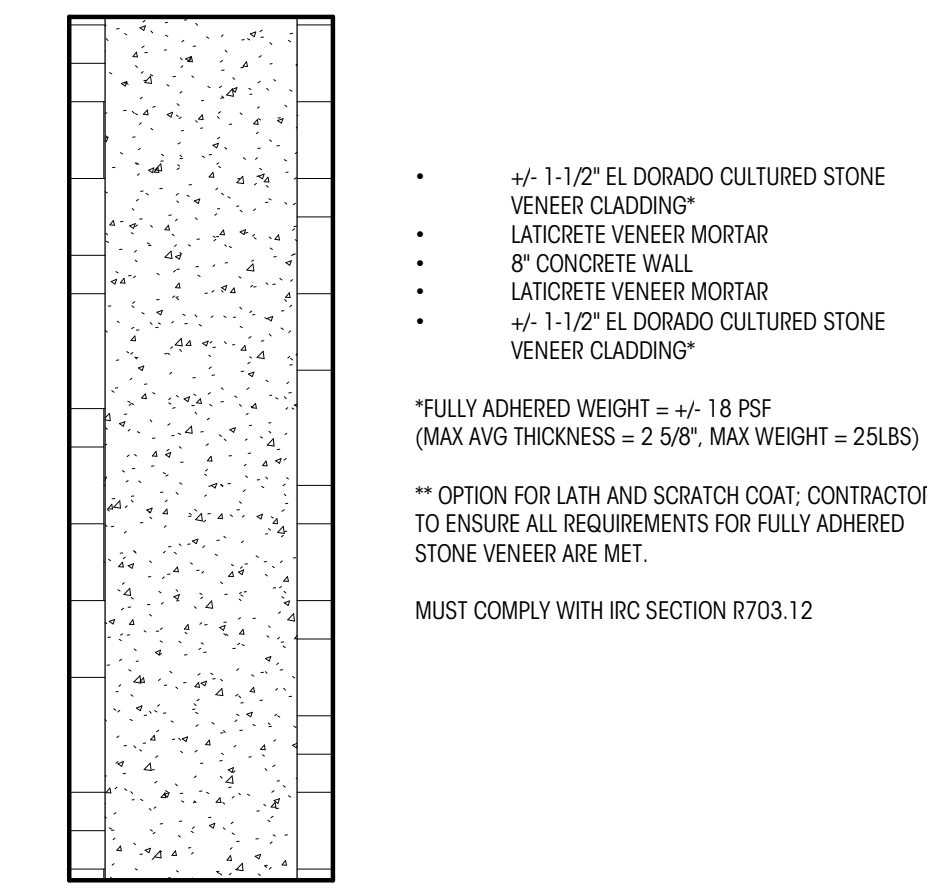 • +/- 1-1/2" EL DORADO CULTURED STONE
VENEER CLADDING*
• LATICRETE VENEER MORTAR
• 8" CONCRETE WALL
• LATICRETE VENEER MORTAR
• +/- 1-1/2" EL DORADO CULTURED STONE
VENEER CLADDING*
*FULLY ADHERED WEIGHT = +/- 18 PSF
(MAX AVG THICKNESS = 2 5/8", MAX WEIGHT = 25LBS)
** OPTION FOR LATH AND SCRATCH COAT; CONTRACTOR
TO ENSURE ALL REQUIREMENTS FOR FULLY ADHERED
STONE VENEER ARE MET.
MUST COMPLY WITH IRC SECTION R703.12